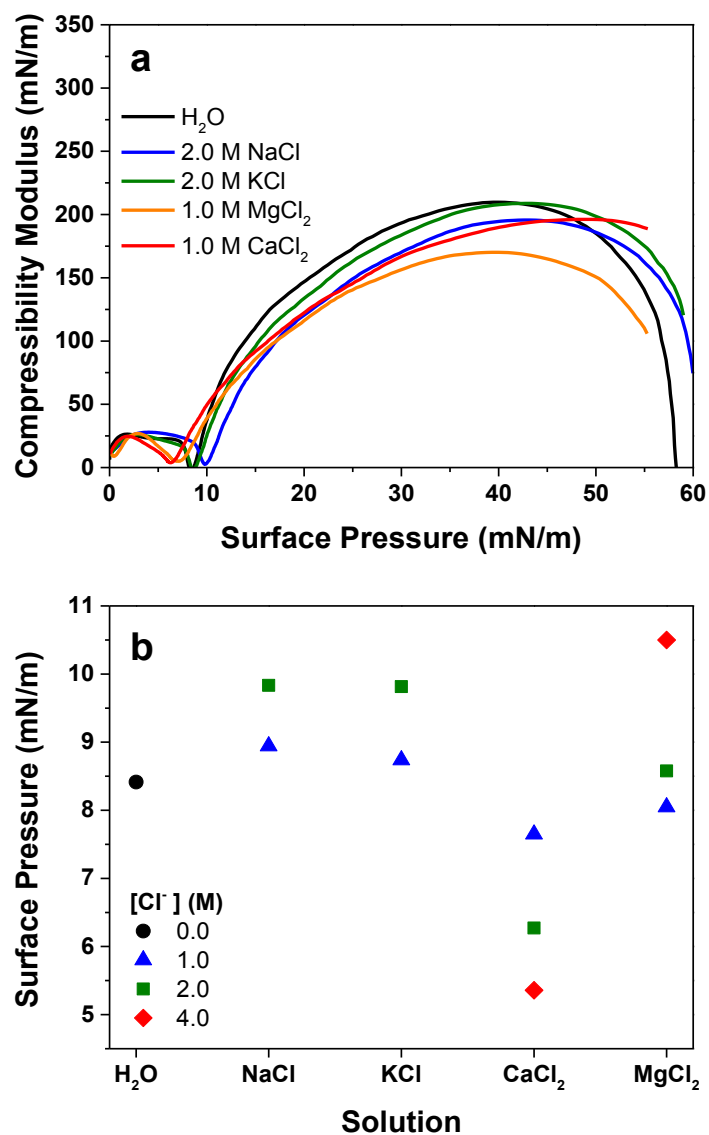 a
350
300
250
200
150
100
50
0
Compressibility Modulus (mN/m)
H₂O
2.0 M NaCl
2.0 M KCl
1.0 MgCl₂
1.0 M CaCl₂
0 10 20 30 40 50 60
Surface Pressure (mN/m)
b
11
10
9
8
7
6
5
Surface Pressure (mN/m)
[Cl⁻ ] (M)
0.0
1.0
2.0
4.0
H₂O NaCl KCl CaCl₂ MgCl₂
Solution